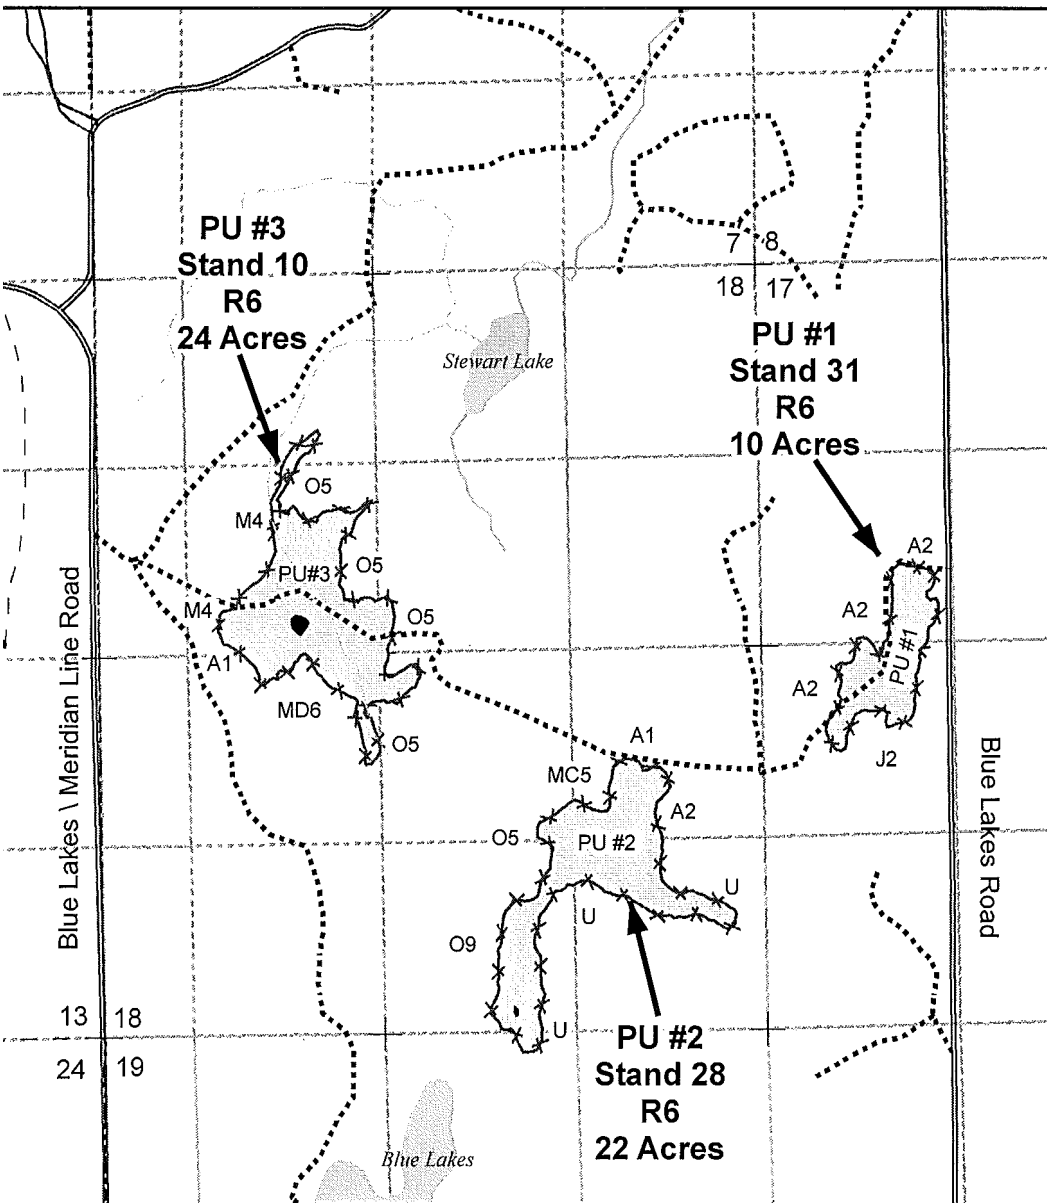 PU #3
Stand 10
R6
24 Acres
7 8
18 17
PU #1
Stand 31
R6
10 Acres
Stewart Lake
O5
M4
A2
PU#3
O5
M4
O5
A2
PU #1
A1
A2
MD6
O5
A1
J2
MC5
A2
O5
PU #2
U
U
O9
U
Blue Lakes \ Meridian Line Road
Blue Lakes Road
13 18
24 19
PU #2
Stand 28
R6
22 Acres
Blue Lakes